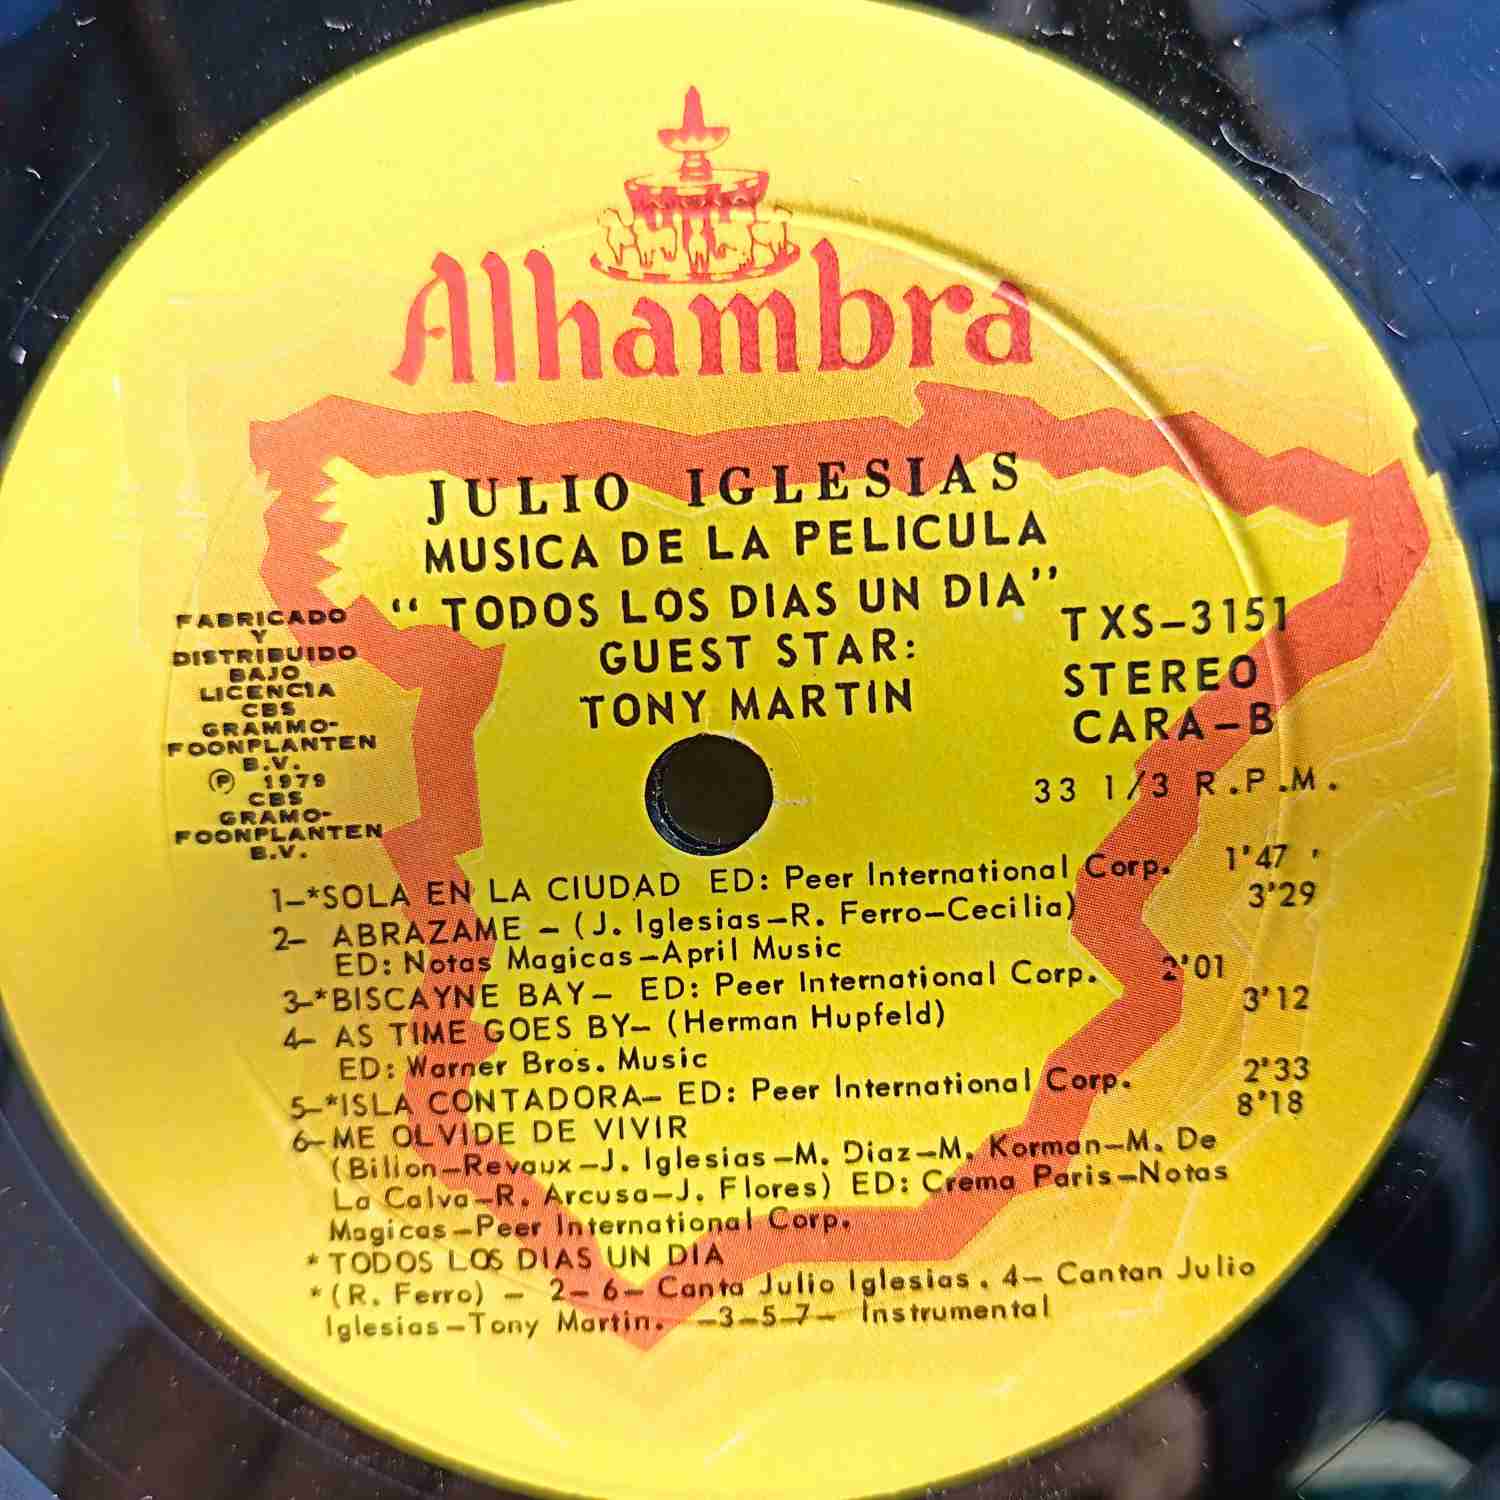 Alhambra
JULIO IGLESIAS
MUSICA DE LA PELICULA
“ TODOS LOS DIAS UN DIA”
GUEST STAR:
TONY MARTIN
TXS-3151
STEREO
CARA-B
33 1/3 R.P.M.
FABRICADO
Y
DISTRIBUIDO
BAJO
LICENCIA
CBS
GRAMMO-
FOONPLANTEN
B.V.
℗ 1979
CBS
GRAMO-
FOONPLANTEN
B.V.
1-*SOLA EN LA CIUDAD ED: Peer International Corp. 1'47
2- ABRAZAME - (J. Iglesias-R. Ferro-Cecilia) 3'29
ED: Notas Magicas-April Music
3-*BISCAYNE BAY- ED: Peer International Corp. 2'01
4- AS TIME GOES BY- (Herman Hupfeld) 3'12
ED: Warner Bros. Music
5-*ISLA CONTADORA- ED: Peer International Corp. 2'33
6-ME OLVIDE DE VIVIR 8'18
(Bilion-Revaux-J. Iglesias-M. Diaz-M. Korman-M. De
La Calva-R. Arcusa-J. Flores) ED: Crema Paris-Notas
Magicas-Peer International Corp.
* TODOS LOS DIAS UN DIA
*(R. Ferro) - 2-6- Canta Julio Iglesias. 4- Cantan Julio
Iglesias-Tony Martin. -3-5-7- Instrumental